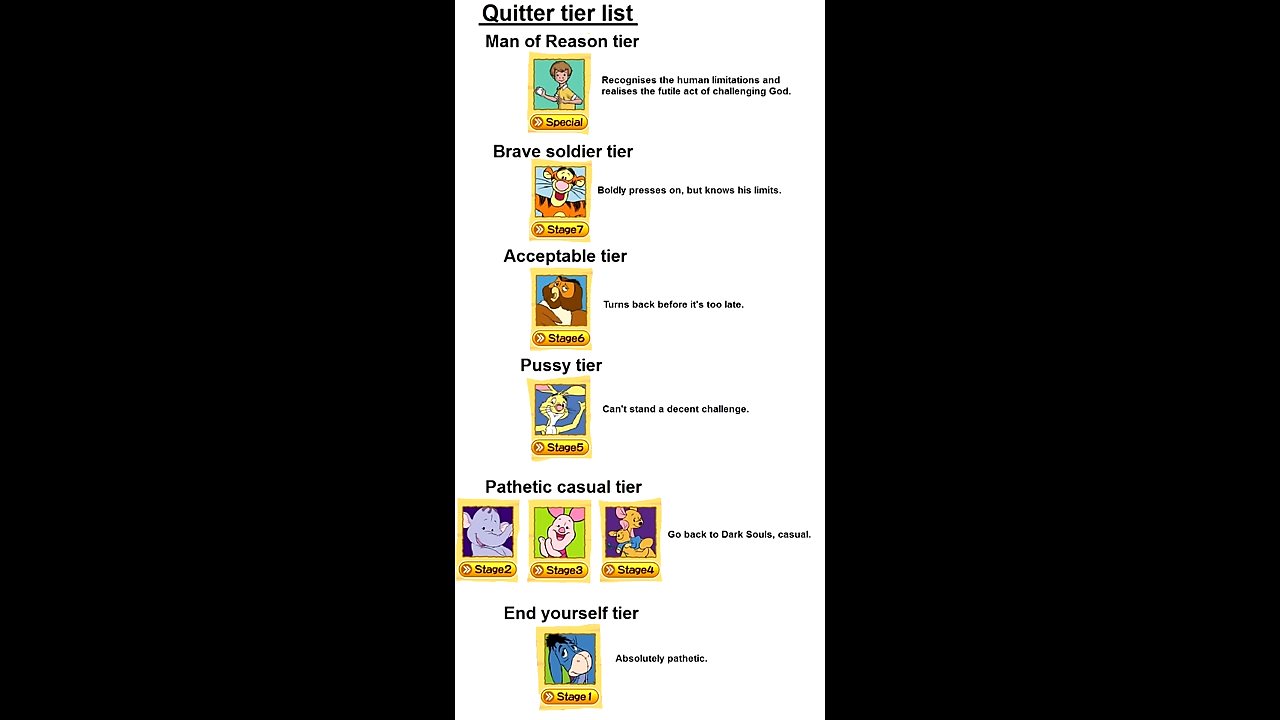 Quitter tier list
Man of Reason tier
Recognises the human limitations and
realises the futile act of challenging God.
Special
Brave soldier tier
Boldly presses on, but knows his limits.
Stage7
Acceptable tier
Turns back before it's too late.
Stage6
Pussy tier
Can't stand a decent challenge.
Stage5
Pathetic casual tier
Go back to Dark Souls, casual.
Stage2 Stage3 Stage4
End yourself tier
Absolutely pathetic.
Stage1